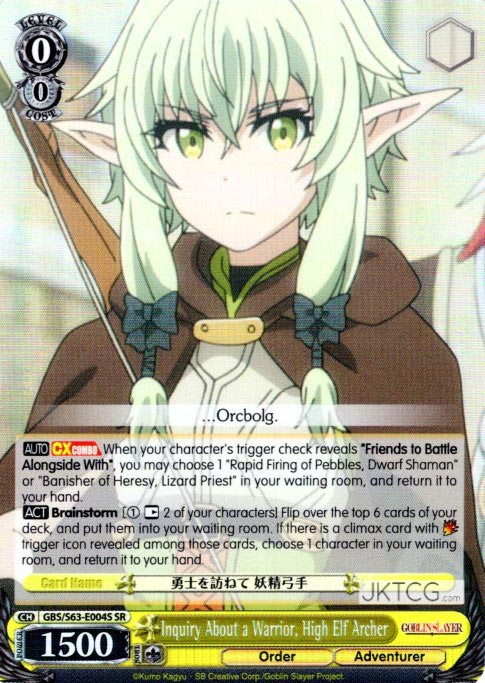 LEVEL
0
0
COST
...Orcbolg.
AUTO CX COMBO When your character's trigger check reveals "Friends to Battle
Alongside With", you may choose 1 "Rapid Firing of Pebbles, Dwarf Shaman"
or "Banisher of Heresy, Lizard Priest" in your waiting room, and return it to
your hand.
ACT Brainstorm [① 2 of your characters] Flip over the top 6 cards of your
deck, and put them into your waiting room. If there is a climax card with
trigger icon revealed among those cards, choose 1 character in your waiting
room, and return it to your hand.
Card Name 勇士を訪ねて 妖精弓手
JKTCG.com
CH GBS/S63-E004S SR
POWER 1500 SOUL
Inquiry About a Warrior, High Elf Archer GOBLIN SLAYER
Order Adventurer
©Kumo Kagyu・SB Creative Corp./Goblin Slayer Project.